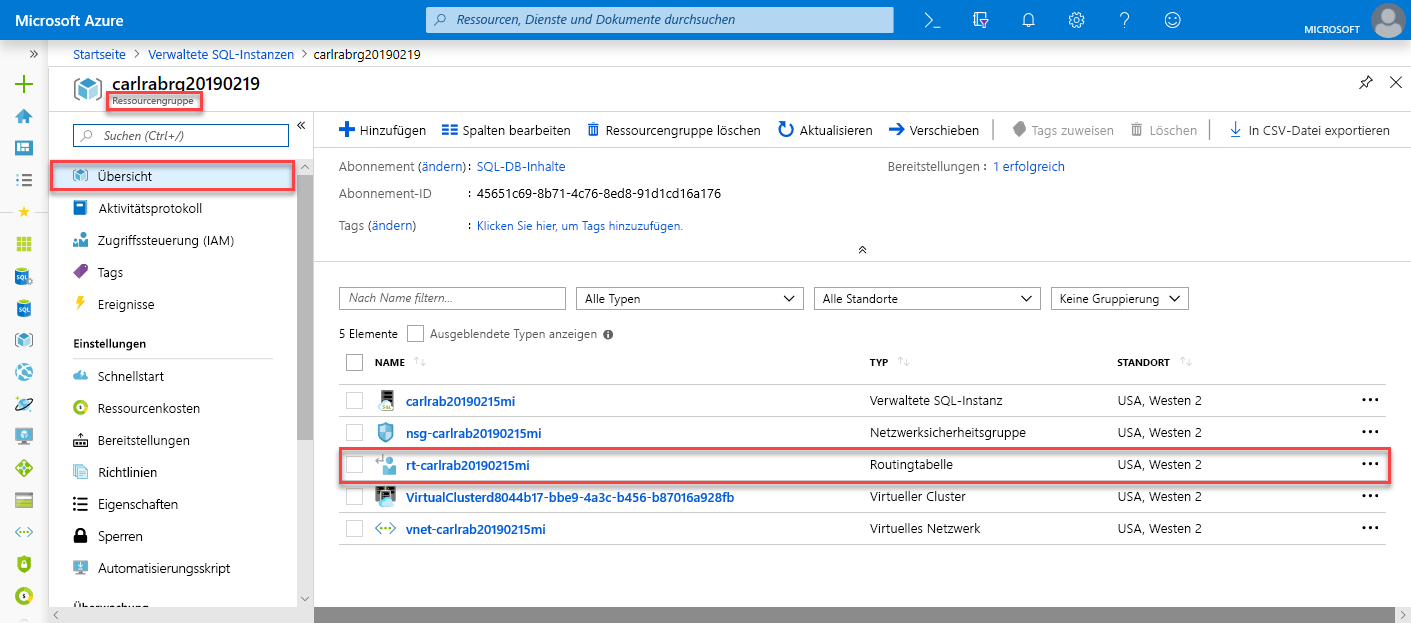 Microsoft Azure
Ressourcen, Dienste und Dokumente durchsuchen
MICROSOFT
Startseite > Verwaltete SQL-Instanzen > carlrabrg20190219
carlrabrg20190219
Ressourcengruppe
Suchen (Ctrl+/)
Übersicht
Aktivitätsprotokoll
Zugriffssteuerung (IAM)
Tags
Ereignisse
Einstellungen
Schnellstart
Ressourcenkosten
Bereitstellungen
Richtlinien
Eigenschaften
Sperren
Automatisierungsskript
Überwachung
Hinzufügen Spalten bearbeiten Ressourcengruppe löschen Aktualisieren Verschieben Tags zuweisen Löschen In CSV-Datei exportieren
Abonnement (ändern) : SQL-DB-Inhalte Bereitstellungen : 1 erfolgreich
Abonnement-ID : 45651c69-8b71-4c76-8ed8-91d1cd16a176
Tags (ändern) : Klicken Sie hier, um Tags hinzuzufügen.
Nach Name filtern... Alle Typen Alle Standorte Keine Gruppierung
5 Elemente Ausgeblendete Typen anzeigen
NAME TYP STANDORT
carlrab20190215mi Verwaltete SQL-Instanz USA, Westen 2
nsg-carlrab20190215mi Netzwerksicherheitsgruppe USA, Westen 2
rt-carlrab20190215mi Routingtabelle USA, Westen 2
VirtualClusterd8044b17-bbe9-4a3c-b456-b87016a928fb Virtueller Cluster USA, Westen 2
vnet-carlrab20190215mi Virtuelles Netzwerk USA, Westen 2